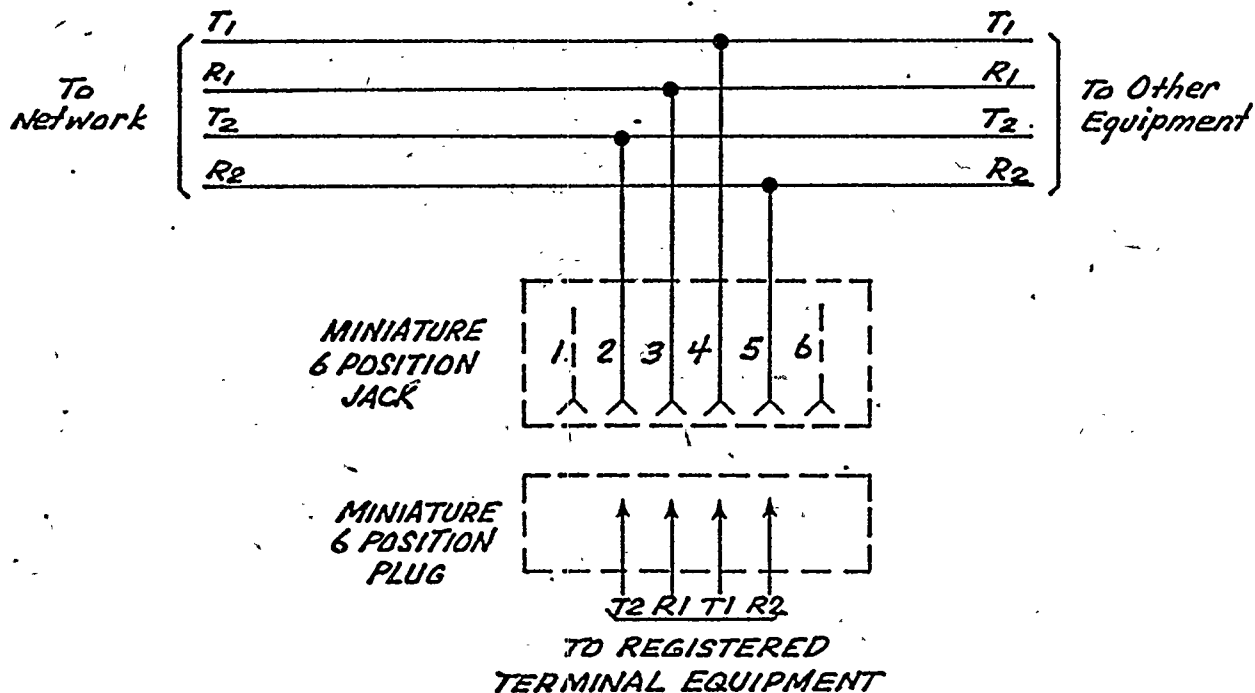 T1 T1
To Network
R1 R1
To Other Equipment
T2 T2
R2 R2
MINIATURE
6 POSITION
JACK
1 2 3 4 5 6
MINIATURE
6 POSITION
PLUG
T2 R1 T1 R2
TO REGISTERED
TERMINAL EQUIPMENT